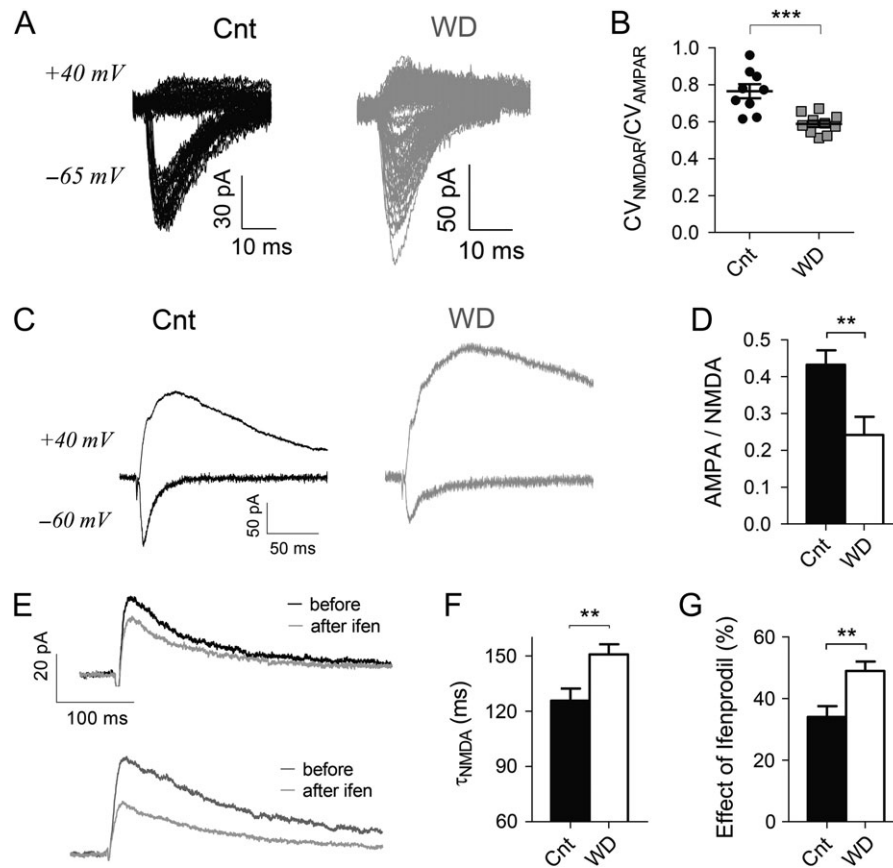 A
Cnt
WD
+40 mV
−65 mV
30 pA
10 ms
50 pA
10 ms
B
***
CV_NMDAR/CV_AMPAR
1.0
0.8
0.6
0.4
0.2
0.0
Cnt
WD
C
Cnt
WD
+40 mV
−60 mV
50 pA
50 ms
D
**
AMPA / NMDA
0.5
0.4
0.3
0.2
0.1
0.0
Cnt
WD
E
before
after ifen
20 pA
100 ms
before
after ifen
F
**
τ_NMDA (ms)
150
120
90
60
Cnt
WD
G
**
Effect of Ifenprodil (%)
60
40
20
0
Cnt
WD